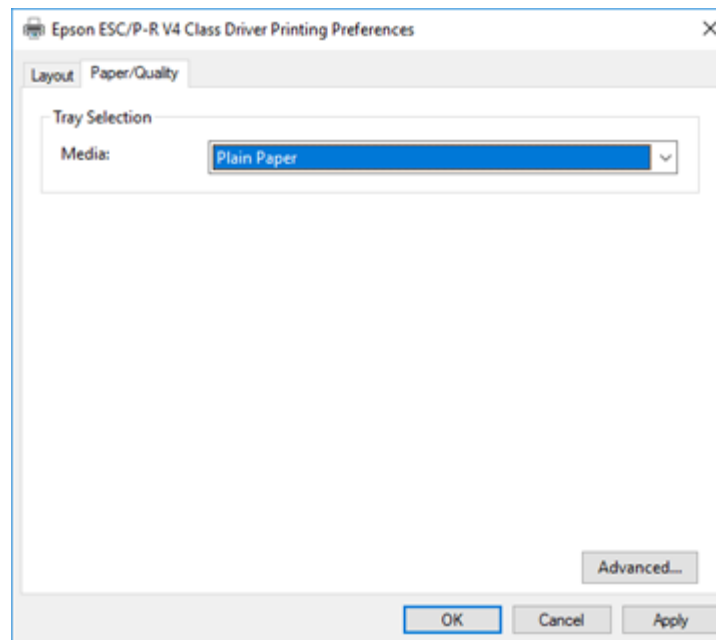 Epson ESC/P-R V4 Class Driver Printing Preferences
Layout Paper/Quality
Tray Selection
Media: Plain Paper
Advanced...
OK Cancel Apply